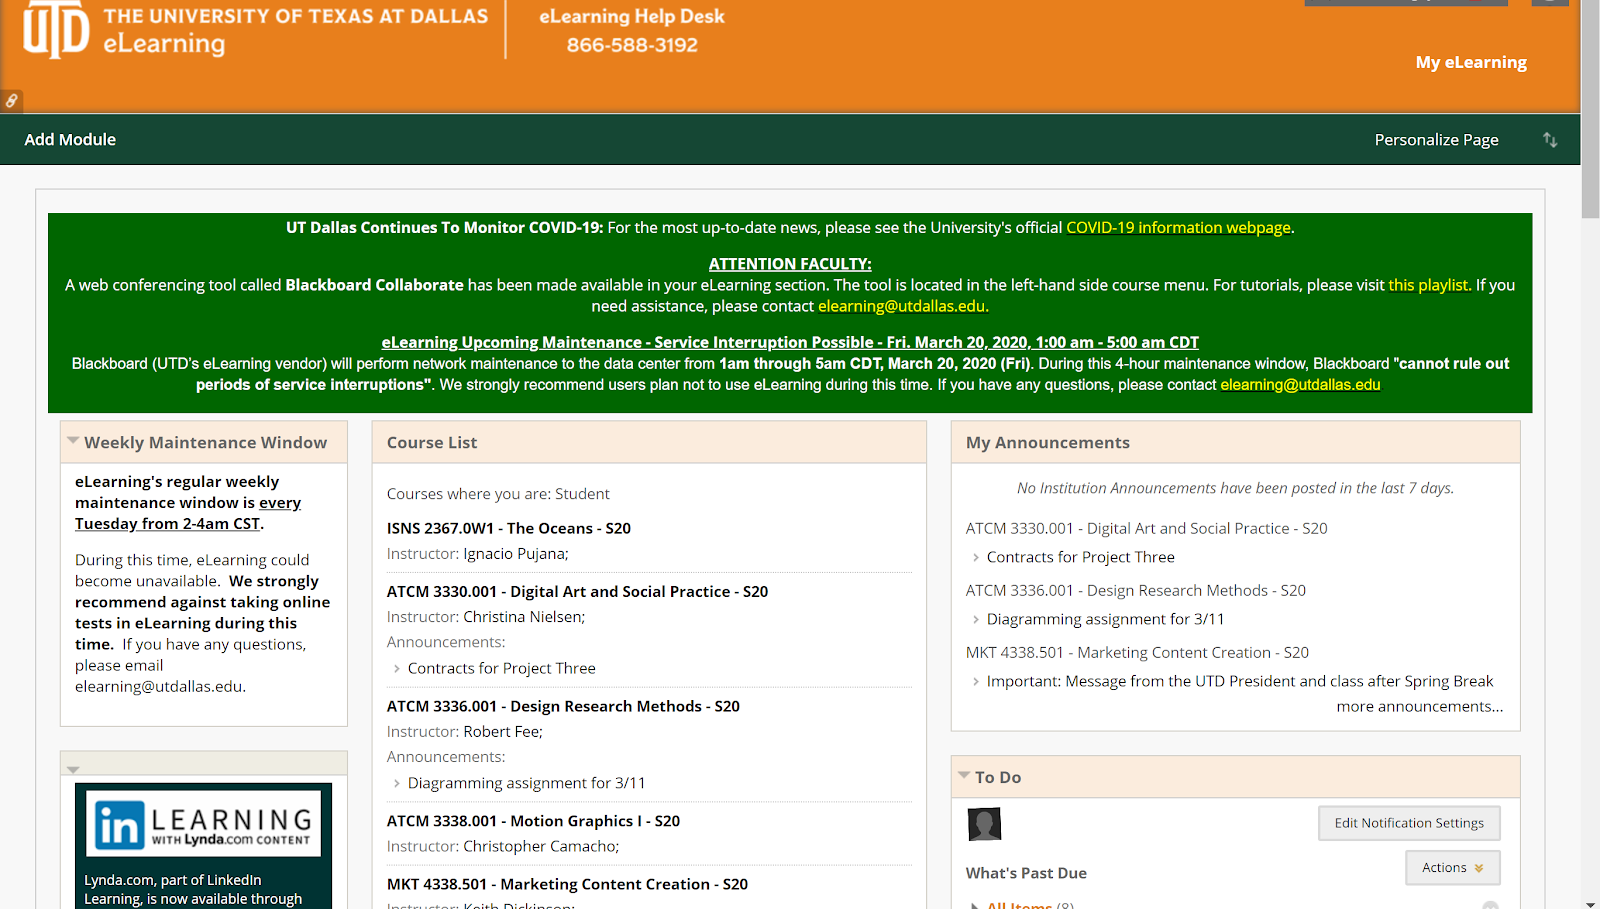 UTD
THE UNIVERSITY OF TEXAS AT DALLAS
eLearning
eLearning Help Desk
866-588-3192
My eLearning
Add Module
Personalize Page
UT Dallas Continues To Monitor COVID-19: For the most up-to-date news, please see the University's official COVID-19 information webpage.
ATTENTION FACULTY:
A web conferencing tool called Blackboard Collaborate has been made available in your eLearning section. The tool is located in the left-hand side course menu. For tutorials, please visit this playlist. If you
need assistance, please contact elearning@utdallas.edu.
eLearning Upcoming Maintenance - Service Interruption Possible - Fri. March 20, 2020, 1:00 am - 5:00 am CDT
Blackboard (UTD's eLearning vendor) will perform network maintenance to the data center from 1am through 5am CDT, March 20, 2020 (Fri). During this 4-hour maintenance window, Blackboard "cannot rule out
periods of service interruptions". We strongly recommend users plan not to use eLearning during this time. If you have any questions, please contact elearning@utdallas.edu
Weekly Maintenance Window
eLearning's regular weekly
maintenance window is every
Tuesday from 2-4am CST.
During this time, eLearning could
become unavailable. We strongly
recommend against taking online
tests in eLearning during this
time. If you have any questions,
please email
elearning@utdallas.edu.
in LEARNING
WITH Lynda.com CONTENT
Lynda.com, part of LinkedIn
Learning, is now available through
Course List
Courses where you are: Student
ISNS 2367.0W1 - The Oceans - S20
Instructor: Ignacio Pujana;
ATCM 3330.001 - Digital Art and Social Practice - S20
Instructor: Christina Nielsen;
Announcements:
Contracts for Project Three
ATCM 3336.001 - Design Research Methods - S20
Instructor: Robert Fee;
Announcements:
Diagramming assignment for 3/11
ATCM 3338.001 - Motion Graphics I - S20
Instructor: Christopher Camacho;
MKT 4338.501 - Marketing Content Creation - S20
Instructor: Keith Dickinson;
My Announcements
No Institution Announcements have been posted in the last 7 days.
ATCM 3330.001 - Digital Art and Social Practice - S20
Contracts for Project Three
ATCM 3336.001 - Design Research Methods - S20
Diagramming assignment for 3/11
MKT 4338.501 - Marketing Content Creation - S20
Important: Message from the UTD President and class after Spring Break
more announcements...
To Do
Edit Notification Settings
Actions
What's Past Due
All Items (8)